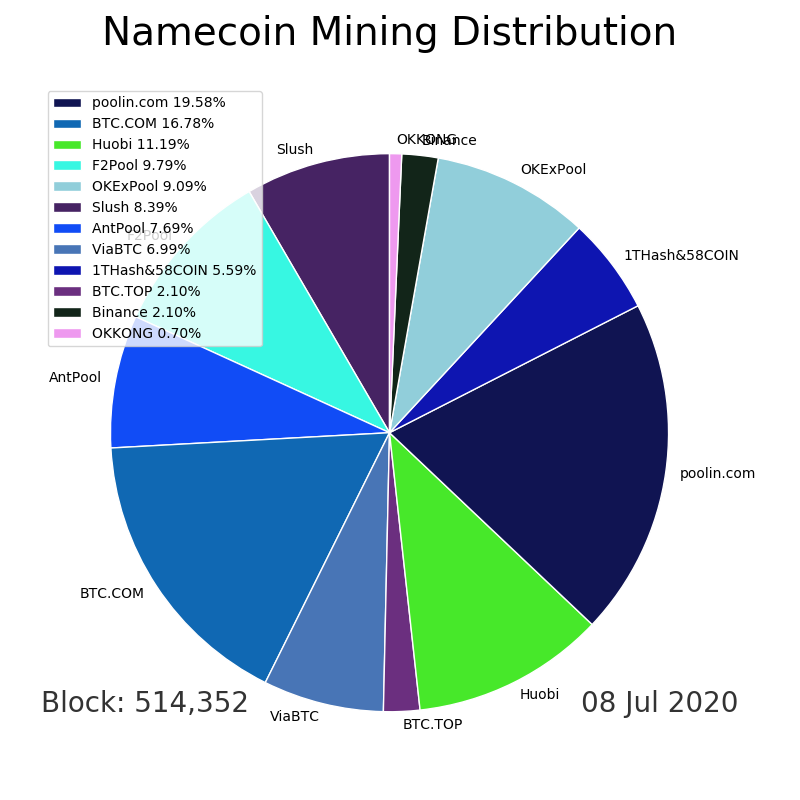 Namecoin Mining Distribution
poolin.com 19.58%
BTC.COM 16.78%
Huobi 11.19%
F2Pool 9.79%
OKExPool 9.09%
Slush 8.39%
AntPool 7.69%
ViaBTC 6.99%
1THash&58COIN 5.59%
BTC.TOP 2.10%
Binance 2.10%
OKKONG 0.70%
OKKONG
Binance
Slush
OKExPool
F2Pool
1THash&58COIN
AntPool
poolin.com
BTC.COM
Huobi
ViaBTC
BTC.TOP
Block: 514,352
08 Jul 2020